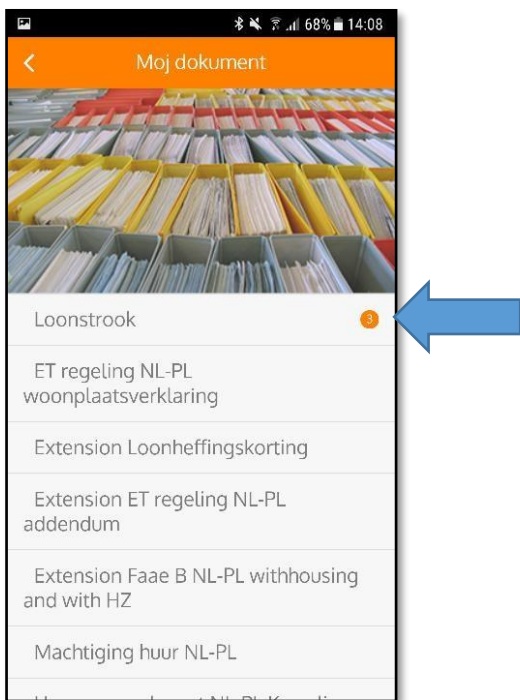 68% 14:08
Moj dokument
Loonstrook 3
ET regeling NL-PL
woonplaatsverklaring
Extension Loonheffingskorting
Extension ET regeling NL-PL
addendum
Extension Faae B NL-PL withhousing
and with HZ
Machtiging huur NL-PL